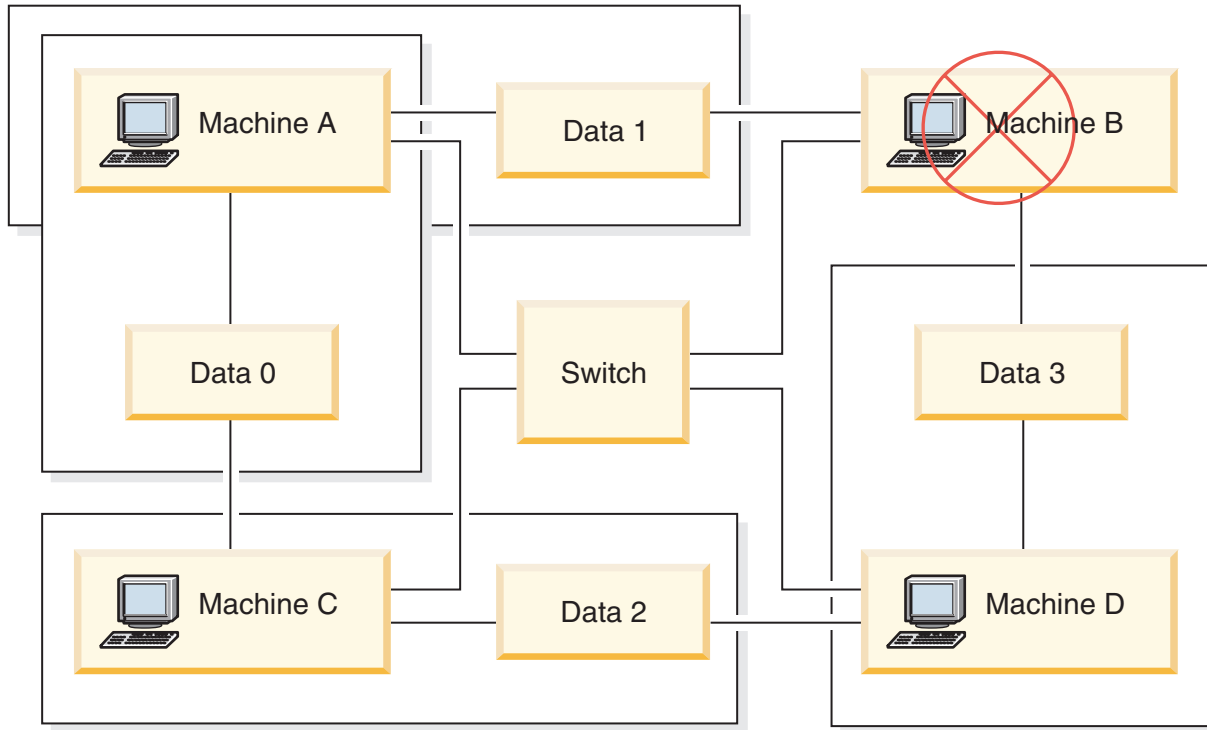 Machine A
Data 1
Machine B
Data 0
Switch
Data 3
Machine C
Data 2
Machine D